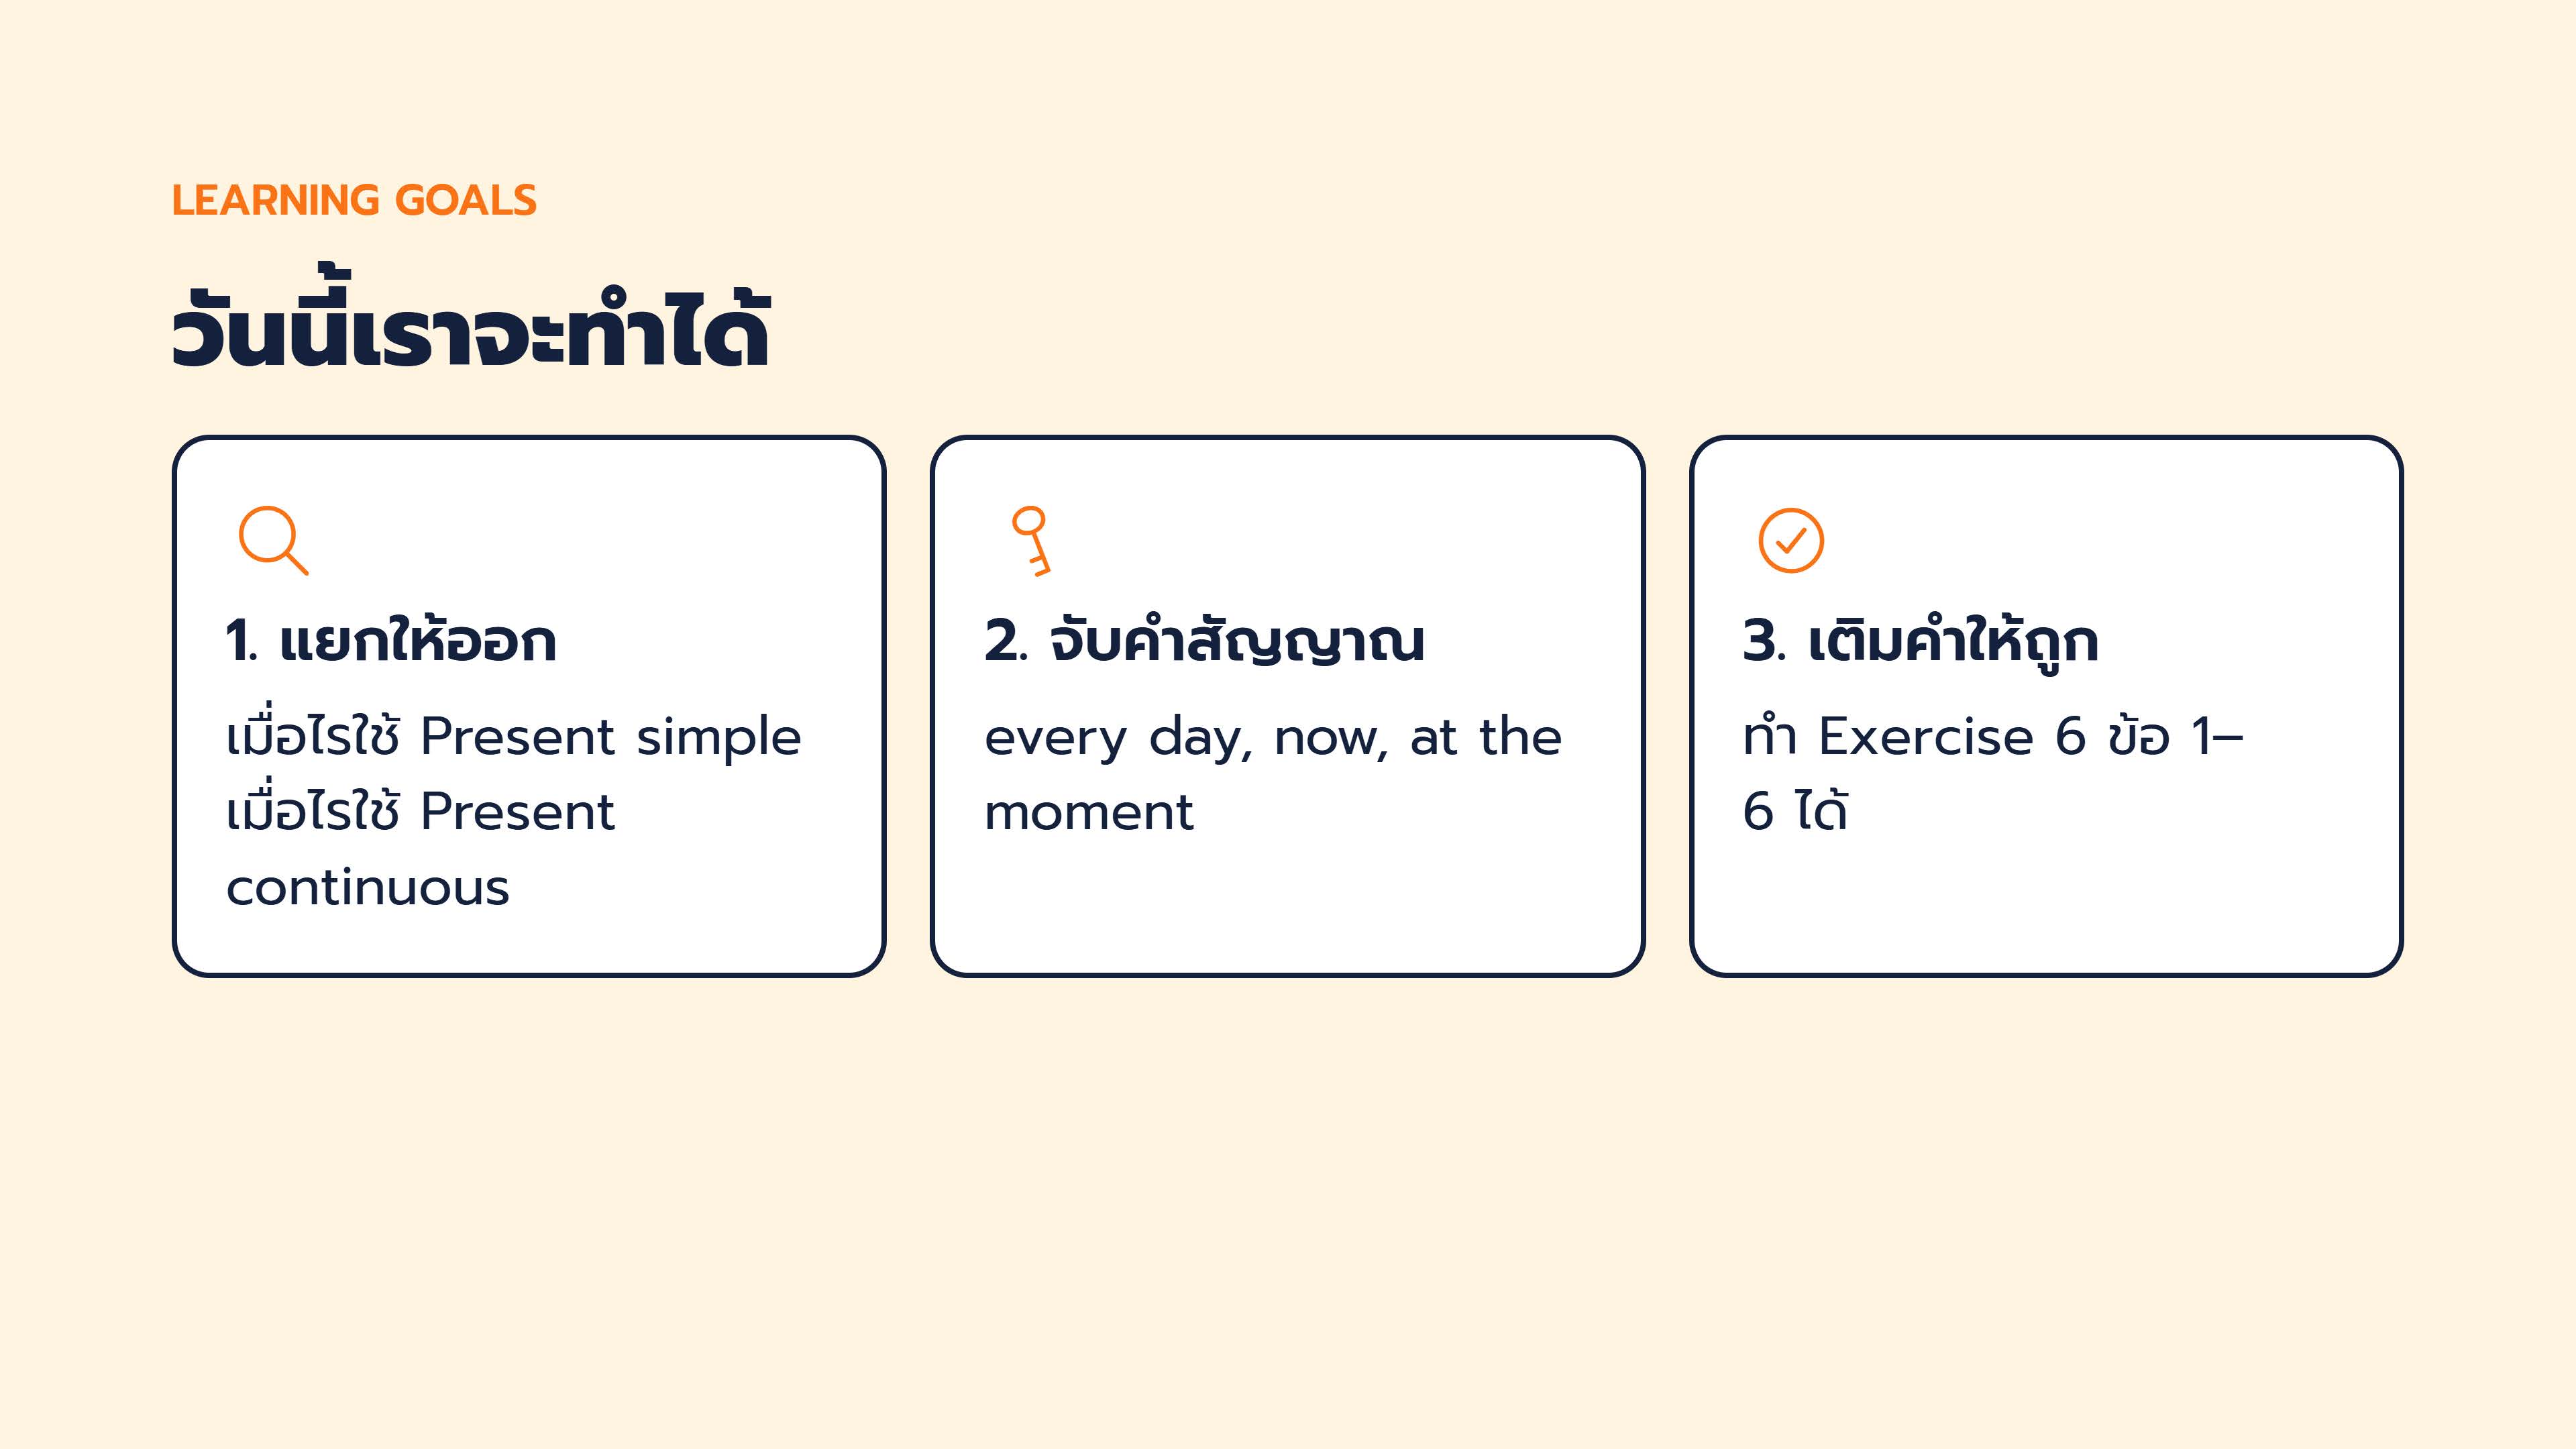 LEARNING GOALS
วันนี้เราจะทำได้
1. แยกให้ออก
เมื่อไรใช้ Present simple
เมื่อไรใช้ Present
continuous
2. จับคำสัญญาณ
every day, now, at the
moment
3. เติมคำให้ถูก
ทำ Exercise 6 ข้อ 1–
6 ได้